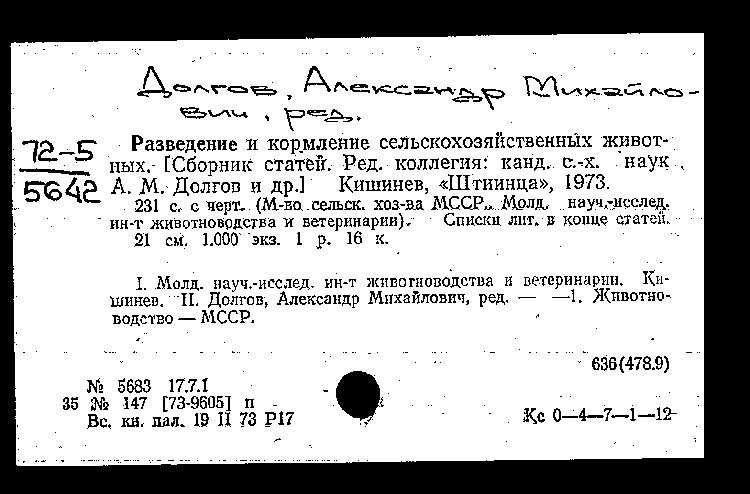 Долгов, Александр Михайло-
вич, ред.
72-5
5642
Разведение и кормление сельскохозяйственных живот-
ных. [Сборник статей. Ред. коллегия: канд. с.-х. наук
А. М. Долгов и др.] Кишинев, «Штиинца», 1973.
231 с. с черт. (М-во сельск. хоз-ва МССР. Молд. науч.-исслед.
ин-т животноводства и ветеринарии). Списки лит. в конце статей.
21 см. 1.000 экз. 1 р. 16 к.
I. Молд. науч.-исслед. ин-т животноводства и ветеринарии. Ки-
шинев. II. Долгов, Александр Михайлович, ред. — —1. Животно-
водство — МССР.
636(478.9)
№ 5683 17.7.1
35 № 147 [73-9605] п
Вс. кн. пал. 19 II 73 Р17
Кс 0—4—7—1—12